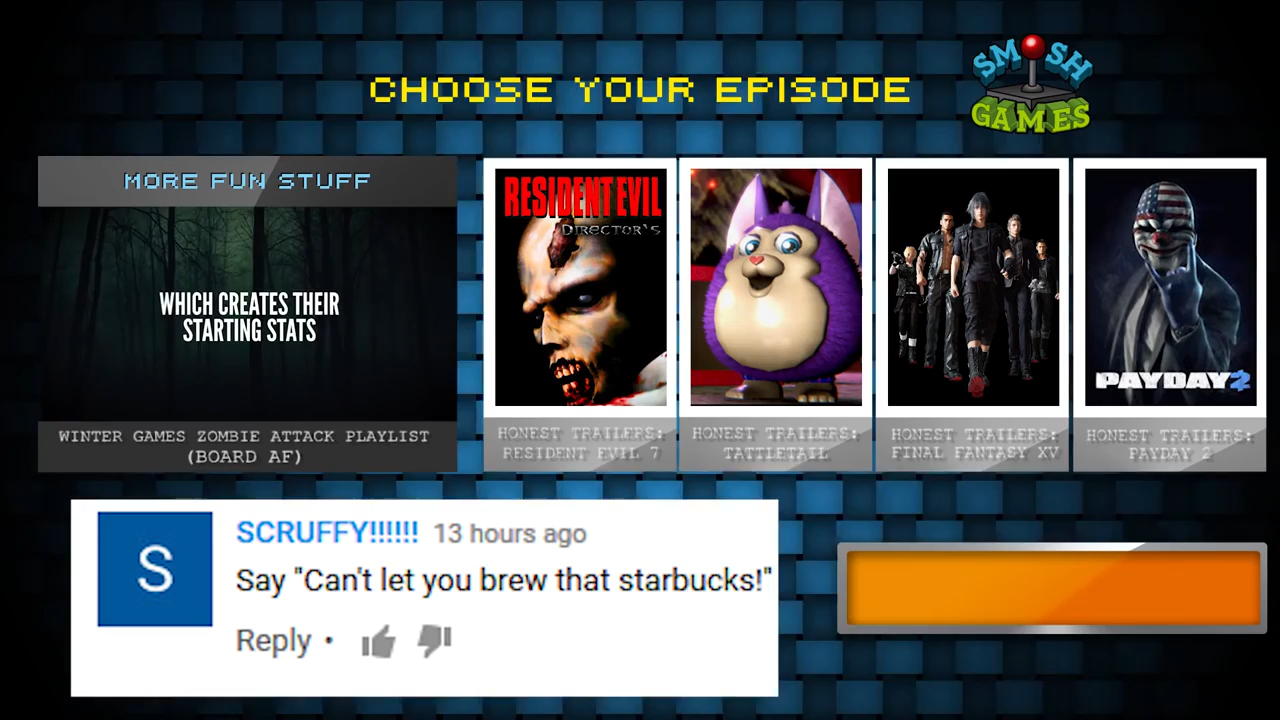 CHOOSE YOUR EPISODE
SMOSH
GAMES
MORE FUN STUFF
WHICH CREATES THEIR
STARTING STATS
WINTER GAMES ZOMBIE ATTACK PLAYLIST
(BOARD AF)
RESIDENT EVIL
DIRECTOR'S
HONEST TRAILERS:
RESIDENT EVIL 7
HONEST TRAILERS:
TATTLETAIL
HONEST TRAILERS:
FINAL FANTASY XV
PAYDAY 2
HONEST TRAILERS:
PAYDAY 2
S
SCRUFFY!!!!!! 13 hours ago
Say "Can't let you brew that starbucks!"
Reply •